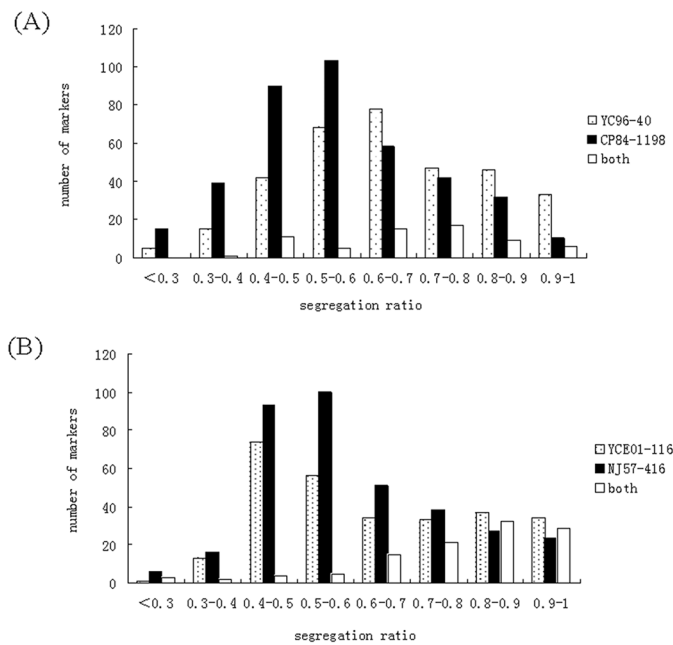 (A)
120
100
80
60
40
20
0
number of markers
<0.3 0.3-0.4 0.4-0.5 0.5-0.6 0.6-0.7 0.7-0.8 0.8-0.9 0.9-1
segregation ratio
YC96-40
CP84-1198
both
(B)
120
100
80
60
40
20
0
number of markers
<0.3 0.3-0.4 0.4-0.5 0.5-0.6 0.6-0.7 0.7-0.8 0.8-0.9 0.9-1
segregation ratio
YCE01-116
NJ57-416
both